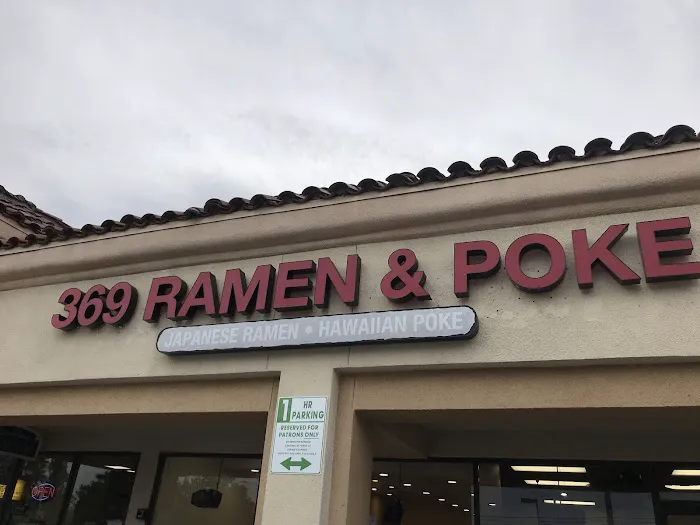 369 RAMEN & POKE
JAPANESE RAMEN • HAWAIIAN POKE
1 HR
PARKING
RESERVED FOR
PATRONS ONLY
OPEN